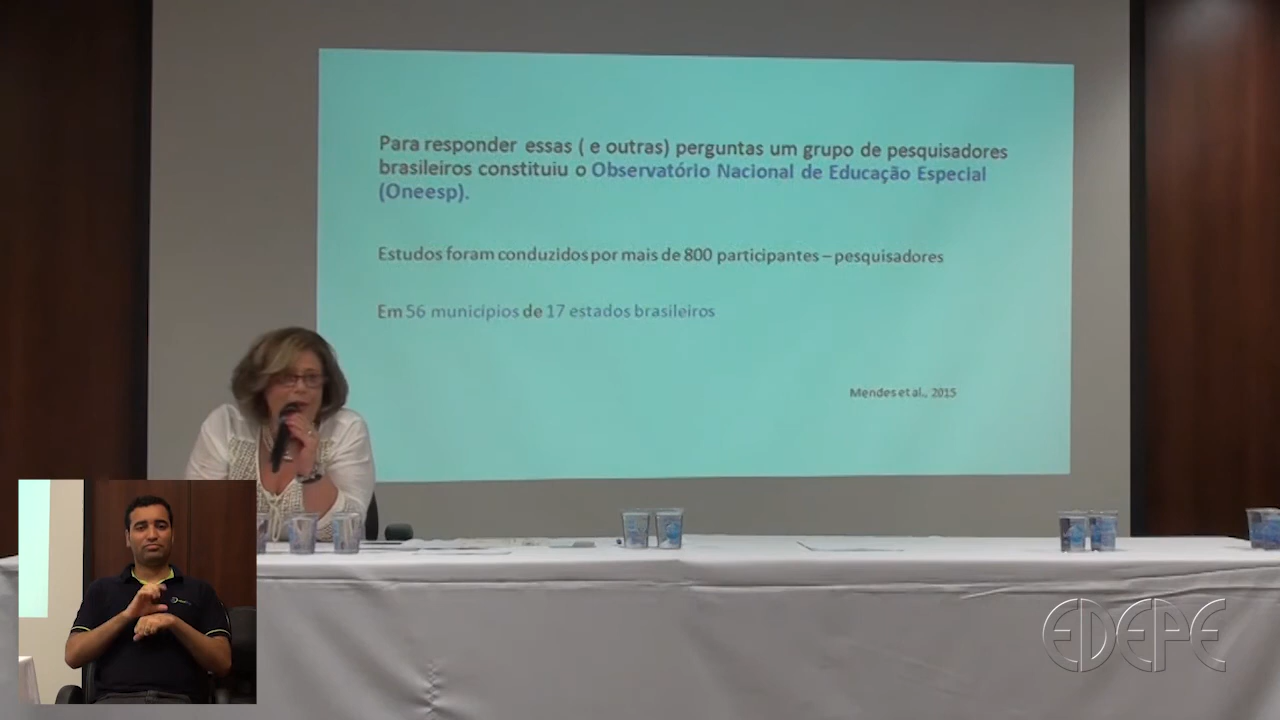 Para responder essas ( e outras) perguntas um grupo de pesquisadores
brasileiros constituiu o Observatório Nacional de Educação Especial
(Oneesp).
Estudos foram conduzidos por mais de 800 participantes – pesquisadores
Em 56 municípios de 17 estados brasileiros
Mendes et al., 2015
EDEPE